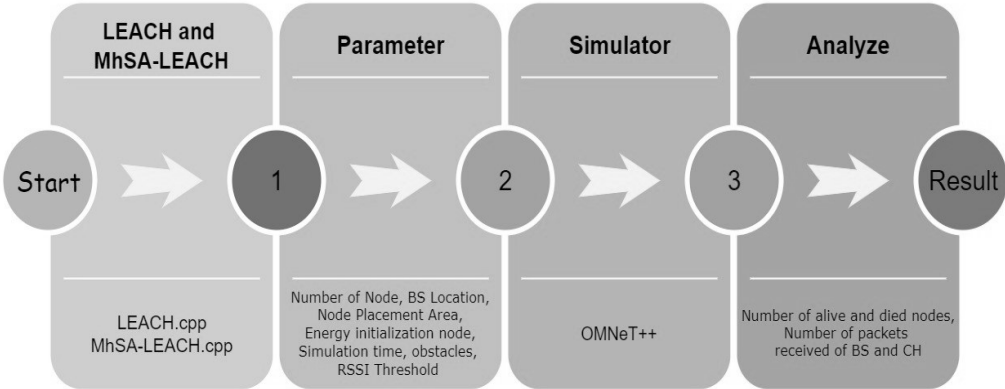 LEACH and
MhSA-LEACH
Parameter
Simulator
Analyze
Start
1
2
3
Result
LEACH.cpp
MhSA-LEACH.cpp
Number of Node, BS Location,
Node Placement Area,
Energy initialization node,
Simulation time, obstacles,
RSSI Threshold
OMNeT++
Number of alive and died nodes,
Number of packets
received of BS and CH